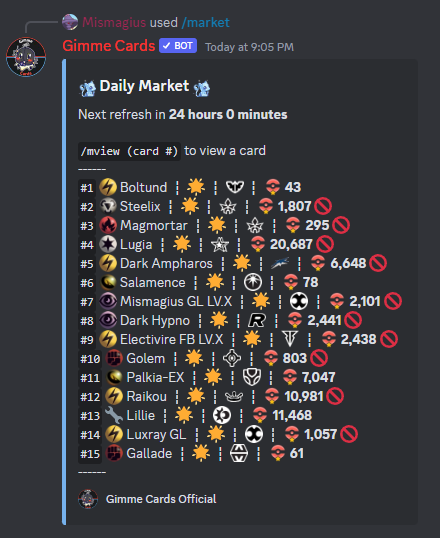 Mismagius used /market
Gimme Cards
Gimme Cards ✓ BOT Today at 9:05 PM
Daily Market
Next refresh in 24 hours 0 minutes
/mview (card #) to view a card
------
#1 Boltund ¦ ¦ ¦ 43
#2 Steelix ¦ ¦ ¦ 1,807
#3 Magmortar ¦ ¦ ¦ 295
#4 Lugia ¦ ¦ ¦ 20,687
#5 Dark Ampharos ¦ ¦ ¦ 6,648
#6 Salamence ¦ ¦ ¦ 78
#7 Mismagius GL LV.X ¦ ¦ ¦ 2,101
#8 Dark Hypno ¦ ¦ R ¦ 2,441
#9 Electivire FB LV.X ¦ ¦ ¦ 2,438
#10 Golem ¦ ¦ ¦ 803
#11 Palkia-EX ¦ ¦ ¦ 7,047
#12 Raikou ¦ ¦ ¦ 10,981
#13 Lillie ¦ ¦ ¦ 11,468
#14 Luxray GL ¦ ¦ ¦ 1,057
#15 Gallade ¦ ¦ ¦ 61
------
Gimme Cards Official